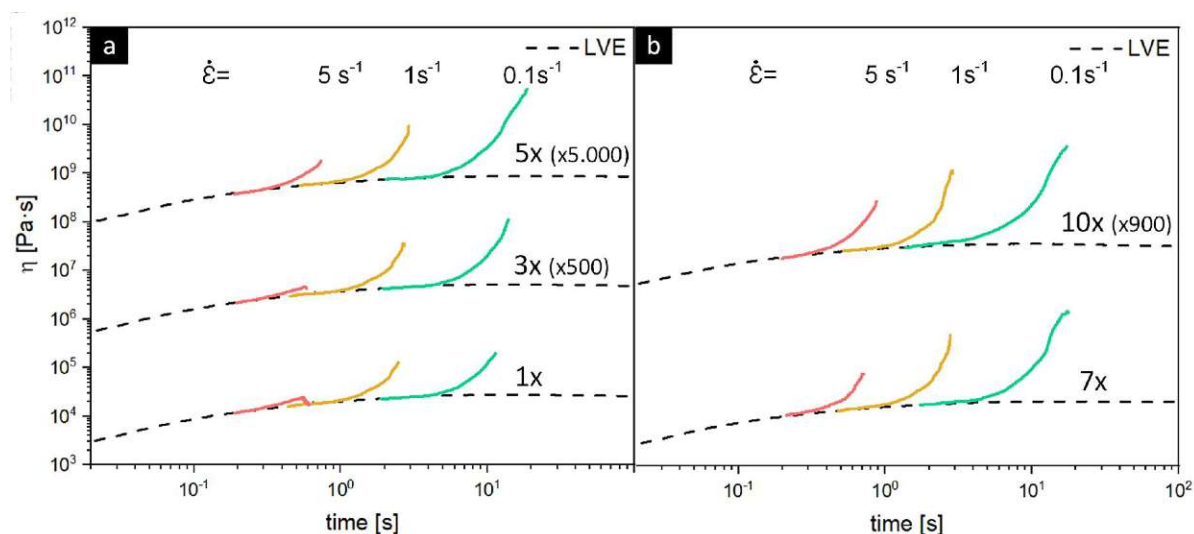 a
LVE
ε̇= 5 s⁻¹ 1s⁻¹ 0.1s⁻¹
5x (x5.000)
3x (x500)
1x
η [Pa·s]
10¹²
10¹¹
10¹⁰
10⁹
10⁸
10⁷
10⁶
10⁵
10⁴
10³
10⁻¹ 10⁰ 10¹
time [s]
b
LVE
ε̇= 5 s⁻¹ 1s⁻¹ 0.1s⁻¹
10x (x900)
7x
10⁻¹ 10⁰ 10¹ 10²
time [s]